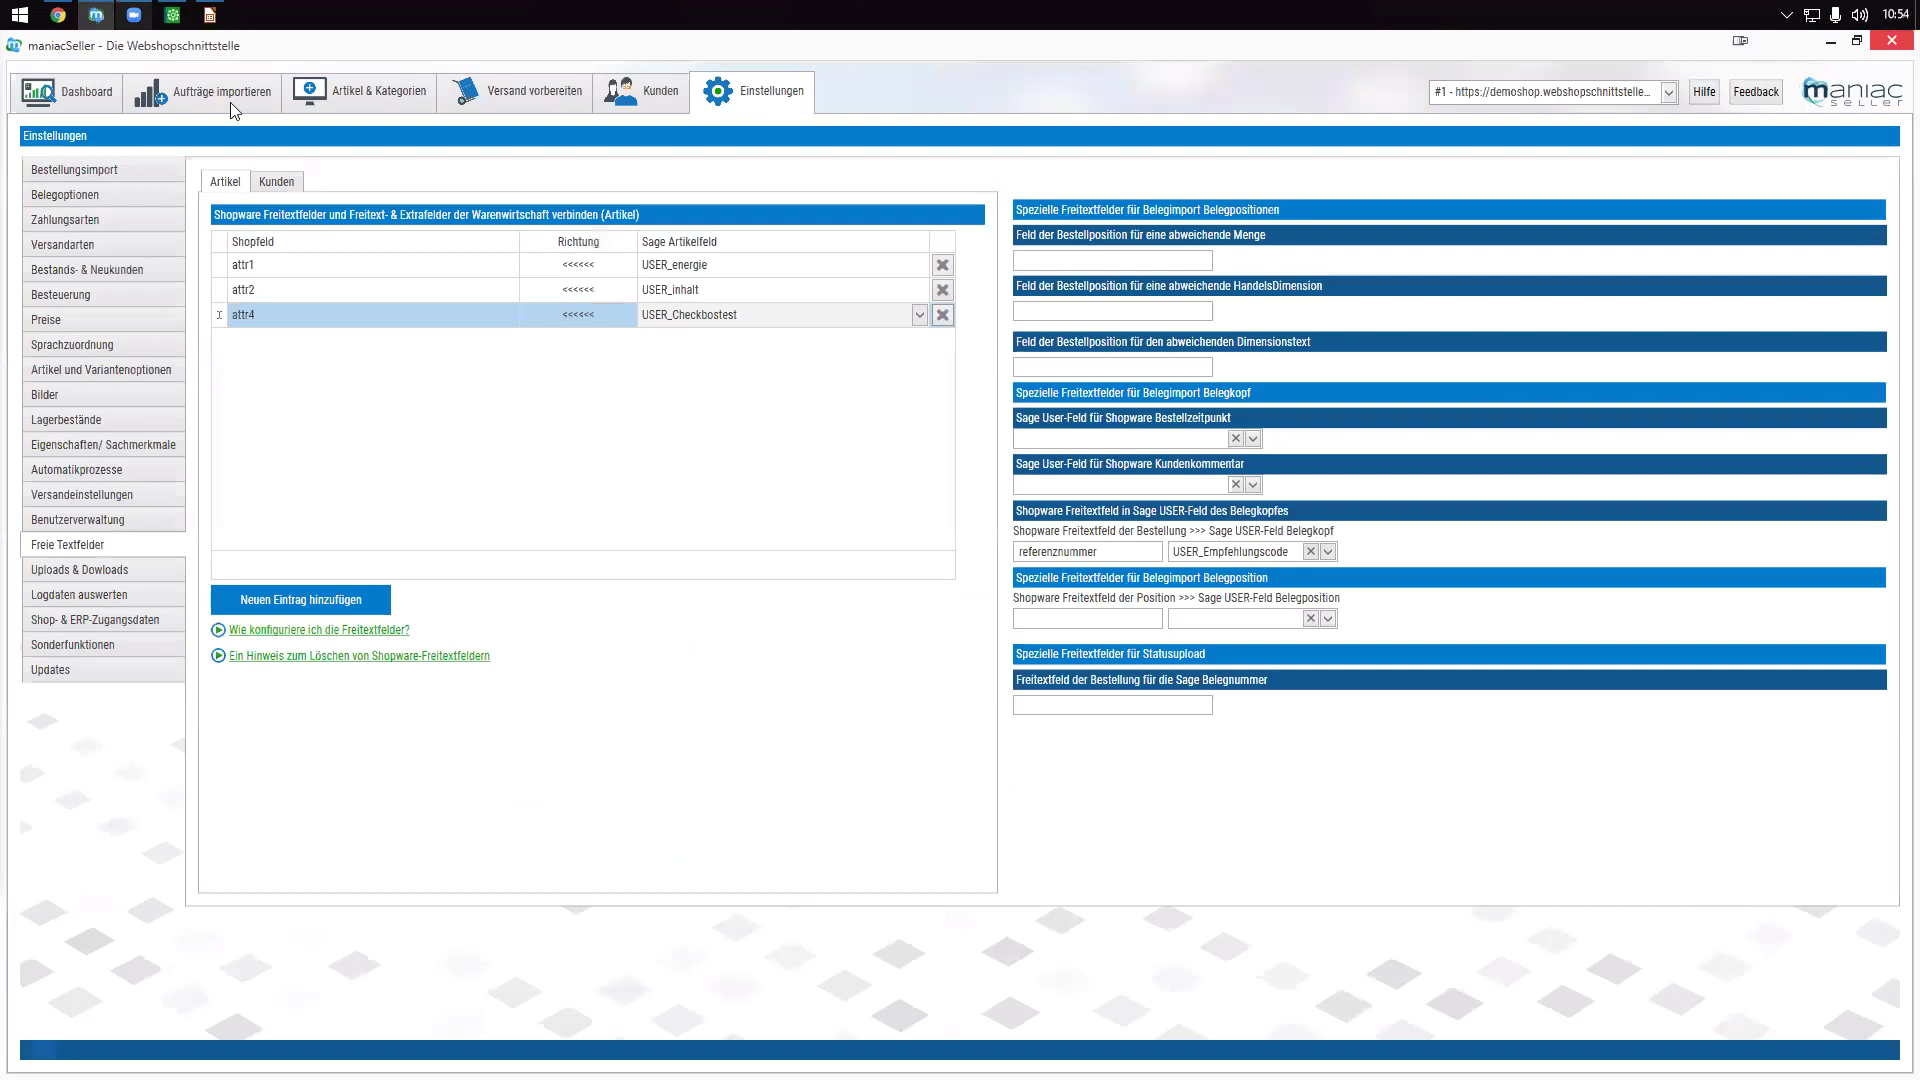 10:54
maniacSeller - Die Webshopschnittstelle
Dashboard
Aufträge importieren
Artikel & Kategorien
Versand vorbereiten
Kunden
Einstellungen
#1 - https://demoshop.webshopschnittstelle...
Hilfe
Feedback
maniac
seller
Einstellungen
Bestellungsimport
Belegoptionen
Zahlungsarten
Versandarten
Bestands- & Neukunden
Besteuerung
Preise
Sprachzuordnung
Artikel und Variantenoptionen
Bilder
Lagerbestände
Eigenschaften/ Sachmerkmale
Automatikprozesse
Versandeinstellungen
Benutzerverwaltung
Freie Textfelder
Uploads & Dowloads
Logdaten auswerten
Shop- & ERP-Zugangsdaten
Sonderfunktionen
Updates
Artikel
Kunden
Shopware Freitextfelder und Freitext- & Extrafelder der Warenwirtschaft verbinden (Artikel)
Shopfeld Richtung Sage Artikelfeld
attr1 <<<<<< USER_energie
attr2 <<<<<< USER_inhalt
attr4 <<<<<< USER_Checkbostest
Neuen Eintrag hinzufügen
Wie konfiguriere ich die Freitextfelder?
Ein Hinweis zum Löschen von Shopware-Freitextfeldern
Spezielle Freitextfelder für Belegimport Belegpositionen
Feld der Bestellposition für eine abweichende Menge
Feld der Bestellposition für eine abweichende HandelsDimension
Feld der Bestellposition für den abweichenden Dimensionstext
Spezielle Freitextfelder für Belegimport Belegkopf
Sage User-Feld für Shopware Bestellzeitpunkt
Sage User-Feld für Shopware Kundenkommentar
Shopware Freitextfeld in Sage USER-Feld des Belegkopfes
Shopware Freitextfeld der Bestellung >>> Sage USER-Feld Belegkopf
referenznummer USER_Empfehlungscode
Spezielle Freitextfelder für Belegimport Belegposition
Shopware Freitextfeld der Position >>> Sage USER-Feld Belegposition
Spezielle Freitextfelder für Statusupload
Freitextfeld der Bestellung für die Sage Belegnummer